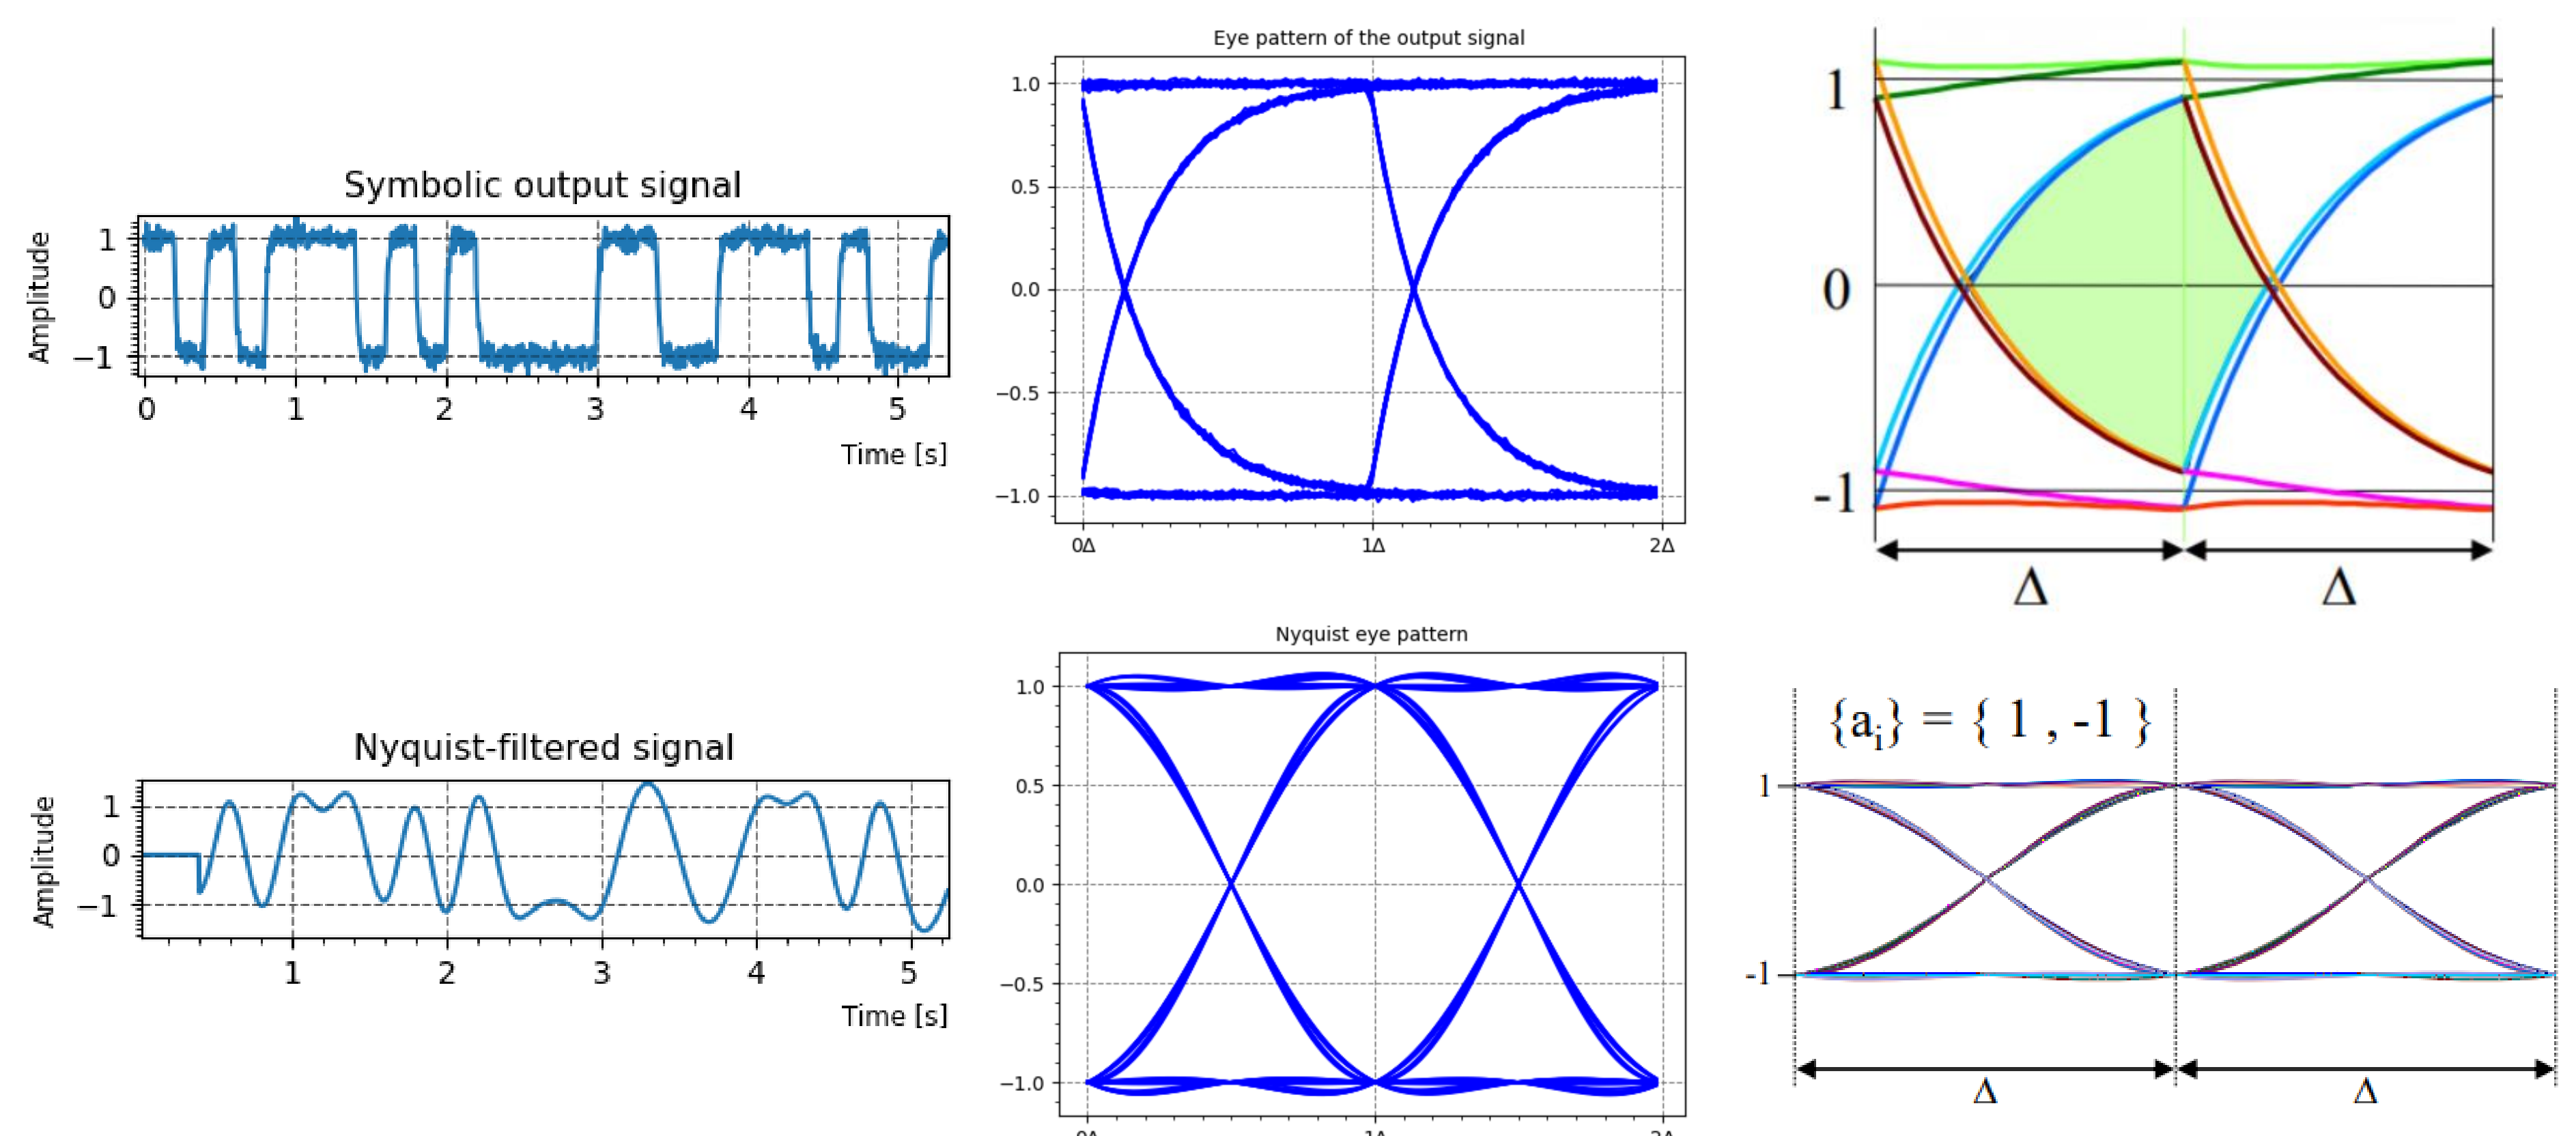 Symbolic output signal
Amplitude
1
0
−1
0 1 2 3 4 5
Time [s]
Eye pattern of the output signal
1.0
0.5
0.0
−0.5
−1.0
0Δ 1Δ 2Δ
1
0
-1
Δ Δ
Nyquist-filtered signal
Amplitude
1
0
−1
1 2 3 4 5
Time [s]
Nyquist eye pattern
1.0
0.5
0.0
−0.5
−1.0
{aᵢ} = { 1 , -1 }
1
-1
Δ Δ